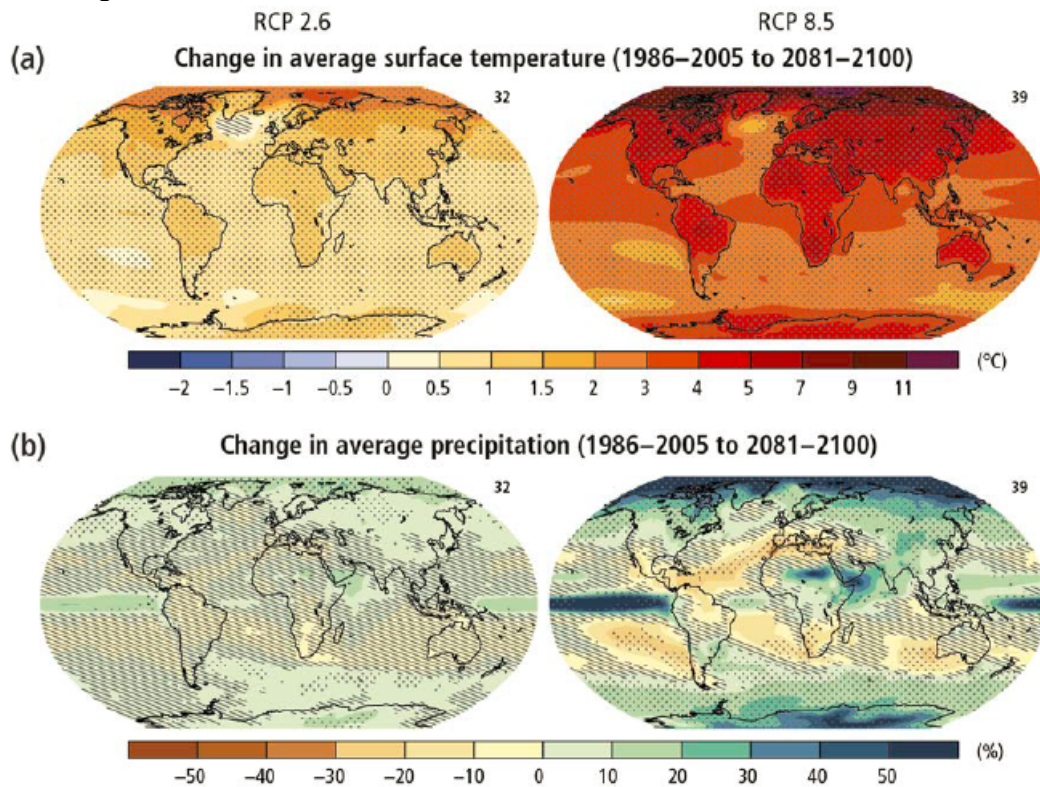 RCP 2.6 RCP 8.5
(a) Change in average surface temperature (1986–2005 to 2081–2100)
32 39
−2 −1.5 −1 −0.5 0 0.5 1 1.5 2 3 4 5 7 9 11 (°C)
(b) Change in average precipitation (1986–2005 to 2081–2100)
32 39
−50 −40 −30 −20 −10 0 10 20 30 40 50 (%)